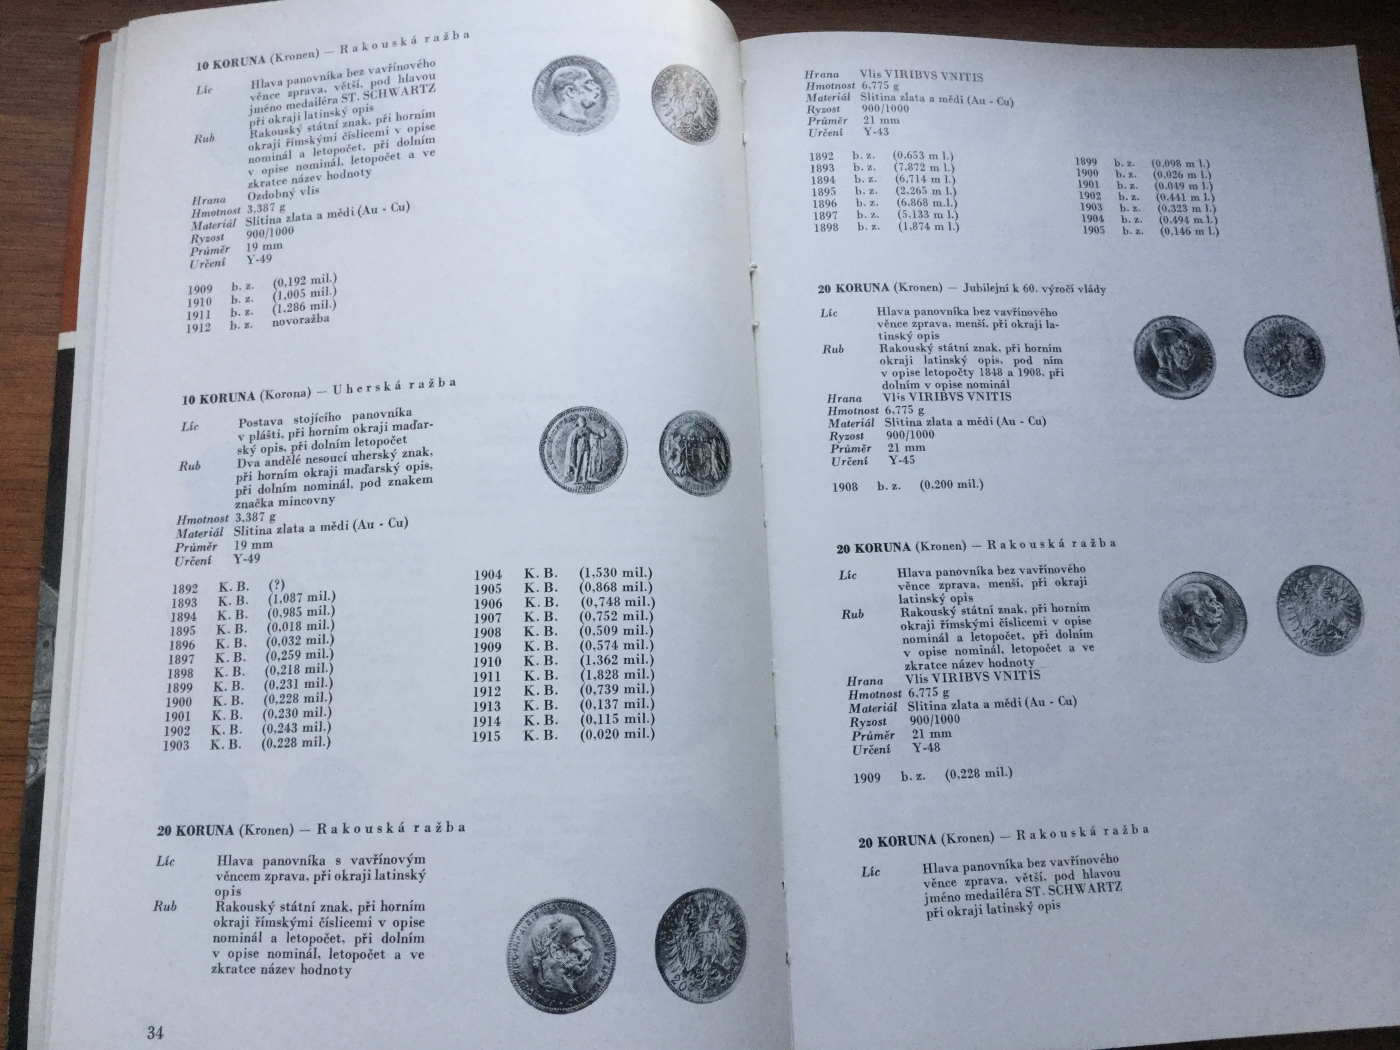 10 KORUNA (Kronen) — Rakouská ražba
Líc Hlava panovníka bez vavřínového
věnce zprava, větší, pod hlavou
jméno medailéra ST. SCHWARTZ
při okraji latinský opis
Rub Rakouský státní znak, při horním
okraji římskými číslicemi v opise
nominál a letopočet, při dolním
v opise nominál, letopočet a ve
zkratce název hodnoty
Hrana Ozdobný vlis
Hmotnost 3,387 g
Materiál Slitina zlata a mědi (Au - Cu)
Ryzost 900/1000
Průměr 19 mm
Určení Y-49
1909 b. z. (0,192 mil.)
1910 b. z. (1,005 mil.)
1911 b. z. (1,286 mil.)
1912 b. z. novoražba
10 KORUNA (Korona) — Uherská ražba
Líc Postava stojícího panovníka
v plášti, při horním okraji maďar-
ský opis, při dolním letopočet
Rub Dva andělé nesoucí uherský znak,
při horním okraji maďarský opis,
při dolním nominál, pod znakem
značka mincovny
Hmotnost 3,387 g
Materiál Slitina zlata a mědi (Au - Cu)
Průměr 19 mm
Určení Y-49
1892 K. B. (?)
1893 K. B. (1,087 mil.)
1894 K. B. (0,985 mil.)
1895 K. B. (0,018 mil.)
1896 K. B. (0,032 mil.)
1897 K. B. (0,259 mil.)
1898 K. B. (0,218 mil.)
1899 K. B. (0,231 mil.)
1900 K. B. (0,228 mil.)
1901 K. B. (0,230 mil.)
1902 K. B. (0,243 mil.)
1903 K. B. (0,228 mil.)
1904 K. B. (1,530 mil.)
1905 K. B. (0,868 mil.)
1906 K. B. (0,748 mil.)
1907 K. B. (0,752 mil.)
1908 K. B. (0,509 mil.)
1909 K. B. (0,574 mil.)
1910 K. B. (1,362 mil.)
1911 K. B. (1,828 mil.)
1912 K. B. (0,739 mil.)
1913 K. B. (0,137 mil.)
1914 K. B. (0,115 mil.)
1915 K. B. (0,020 mil.)
20 KORUNA (Kronen) — Rakouská ražba
Líc Hlava panovníka s vavřínovým
věncem zprava, při okraji latinský
opis
Rub Rakouský státní znak, při horním
okraji římskými číslicemi v opise
nominál a letopočet, při dolním
v opise nominál, letopočet a ve
zkratce název hodnoty
34
Hrana Vlis VIRIBVS VNITIS
Hmotnost 6,775 g
Materiál Slitina zlata a mědi (Au - Cu)
Ryzost 900/1000
Průměr 21 mm
Určení Y-43
1892 b. z. (0,653 m l.)
1893 b. z. (7,872 m l.)
1894 b. z. (6,714 m l.)
1895 b. z. (2,265 m l.)
1896 b. z. (6,868 m l.)
1897 b. z. (5,133 m l.)
1898 b. z. (1,874 m l.)
1899 b. z. (0,098 m l.)
1900 b. z. (0,026 m l.)
1901 b. z. (0,049 m l.)
1902 b. z. (0,441 m l.)
1903 b. z. (0,323 m l.)
1904 b. z. (0,494 m l.)
1905 b. z. (0,146 m l.)
20 KORUNA (Kronen) — Jubilejní k 60. výročí vlády
Líc Hlava panovníka bez vavřínového
věnce zprava, menší, při okraji la-
tinský opis
Rub Rakouský státní znak, při horním
okraji latinský opis, pod ním
v opise letopočty 1848 a 1908, při
dolním v opise nominál
Hrana Vlis VIRIBVS VNITIS
Hmotnost 6,775 g
Materiál Slitina zlata a mědi (Au - Cu)
Ryzost 900/1000
Průměr 21 mm
Určení Y-45
1908 b. z. (0,200 mil.)
20 KORUNA (Kronen) — Rakouská ražba
Líc Hlava panovníka bez vavřínového
věnce zprava, menší, při okraji
latinský opis
Rub Rakouský státní znak, při horním
okraji římskými číslicemi v opise
nominál a letopočet, při dolním
v opise nominál, letopočet a ve
zkratce název hodnoty
Hrana Vlis VIRIBVS VNITIS
Hmotnost 6,775 g
Materiál Slitina zlata a mědi (Au - Cu)
Ryzost 900/1000
Průměr 21 mm
Určení Y-48
1909 b. z. (0,228 mil.)
20 KORUNA (Kronen) — Rakouská ražba
Líc Hlava panovníka bez vavřínového
věnce zprava, větší, pod hlavou
jméno medailéra ST. SCHWARTZ
při okraji latinský opis